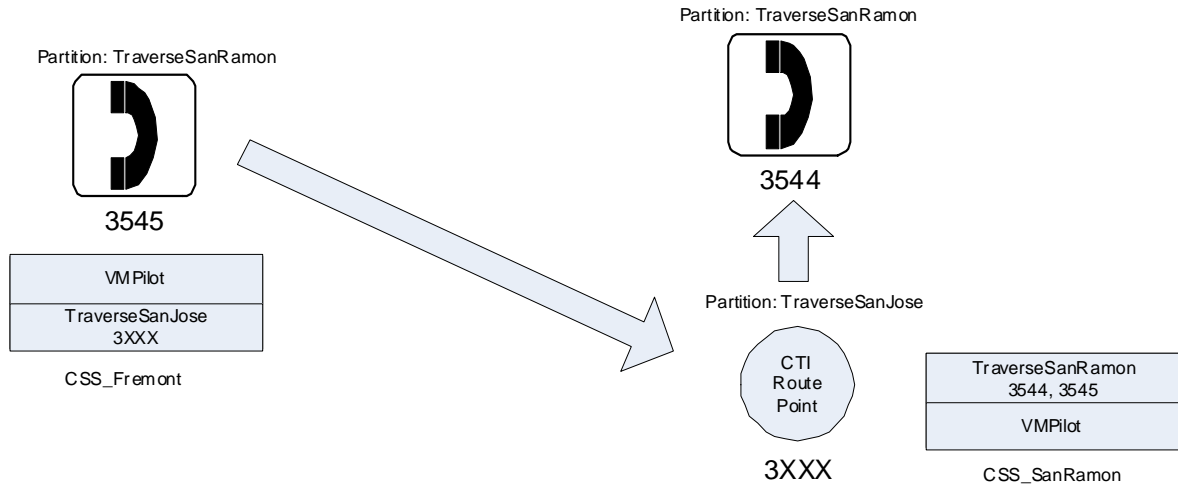 Partition: TraverseSanRamon
3545
VMPilot
TraverseSanJose
3XXX
CSS_Fremont
Partition: TraverseSanRamon
3544
Partition: TraverseSanJose
CTI
Route
Point
3XXX
TraverseSanRamon
3544, 3545
VMPilot
CSS_SanRamon